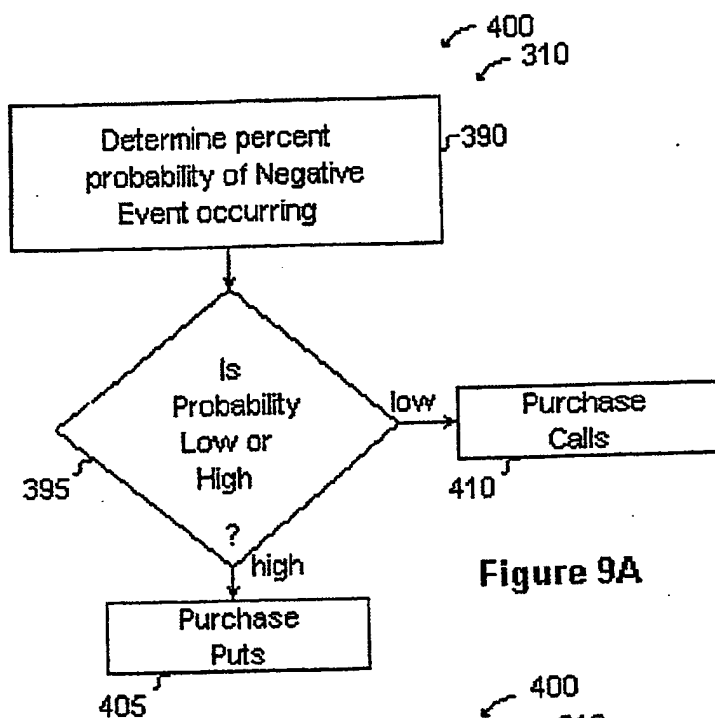 400
310
Determine percent
probability of Negative
Event occurring
390
Is
Probability
Low or
High
?
low
Purchase
Calls
395
410
high
Figure 9A
Purchase
Puts
405
400